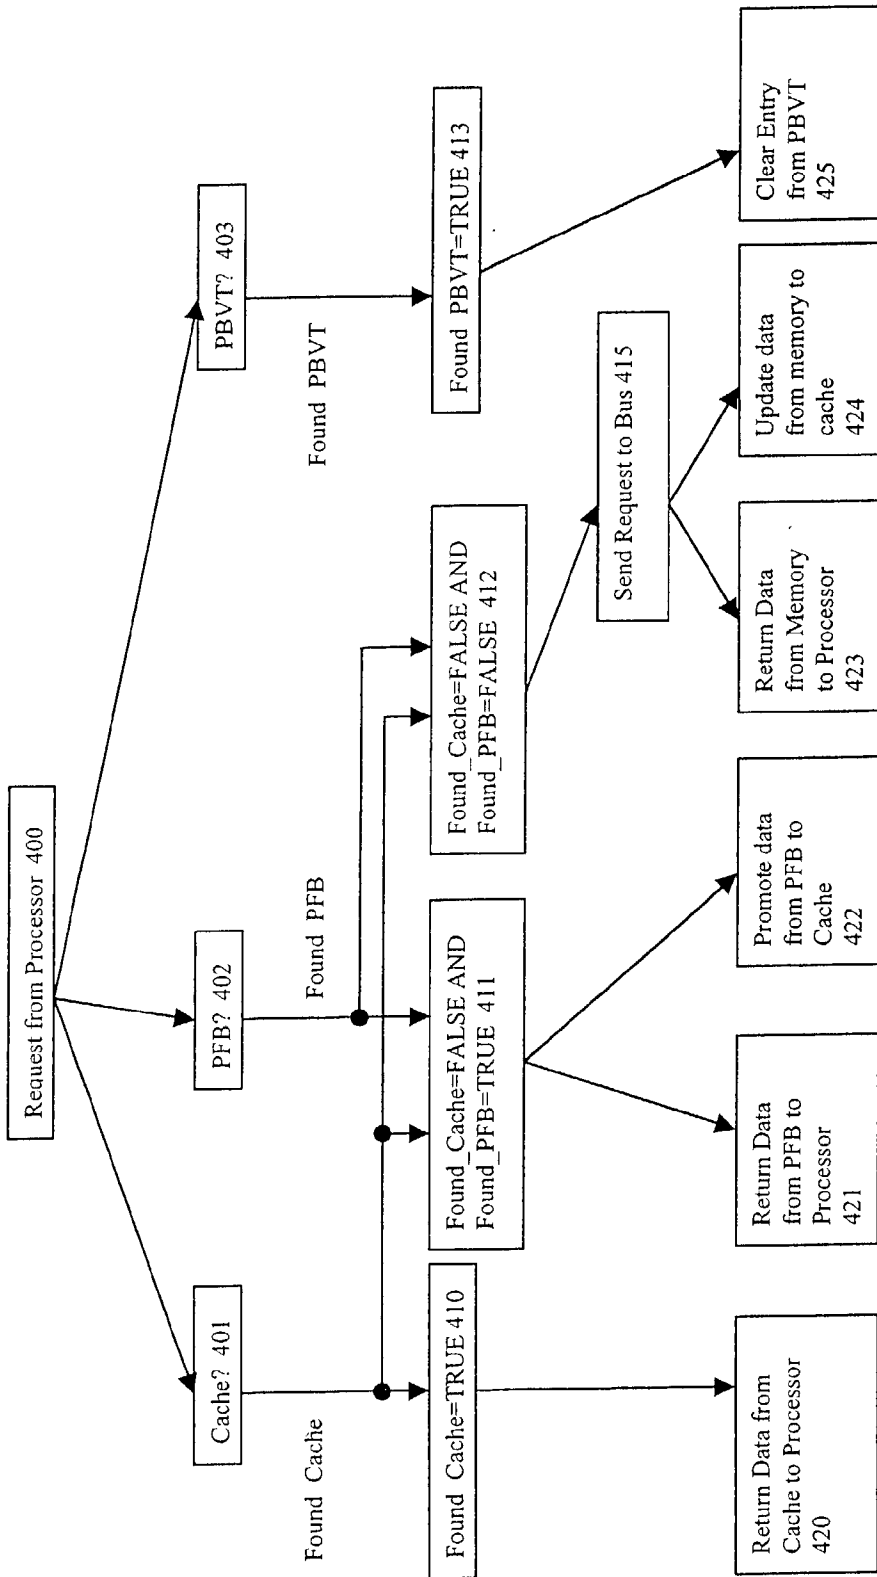 Request from Processor 400
Cache? 401
PFB? 402
PBVT? 403
Found Cache
Found PFB
Found PBVT
Found Cache=TRUE 410
Found_Cache=FALSE AND
Found_PFB=TRUE 411
Found_Cache=FALSE AND
Found_PFB=FALSE 412
Found PBVT=TRUE 413
Send Request to Bus 415
Return Data from
Cache to Processor
420
Return Data
from PFB to
Processor
421
Promote data
from PFB to
Cache
422
Return Data
from Memory
to Processor
423
Update data
from memory to
cache
424
Clear Entry
from PBVT
425